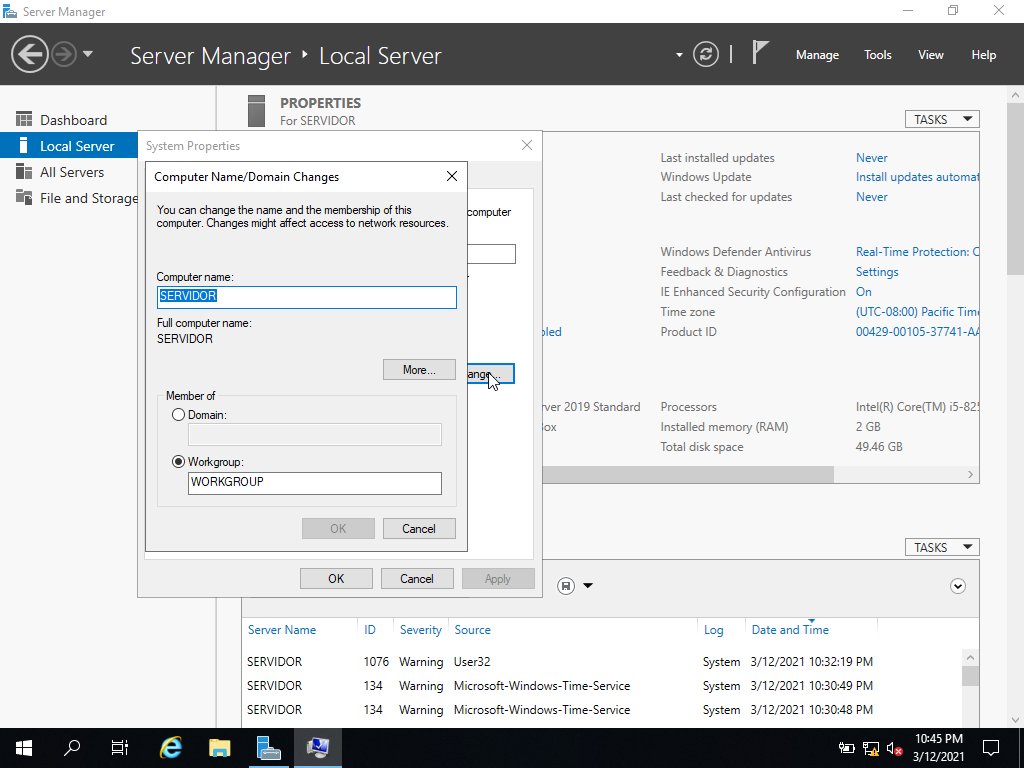 Server Manager
Server Manager • Local Server
Manage Tools View Help
Dashboard
Local Server
All Servers
File and Storage
PROPERTIES
For SERVIDOR
TASKS
System Properties
computer
Computer Name/Domain Changes
You can change the name and the membership of this
computer. Changes might affect access to network resources.
Computer name:
SERVIDOR
Full computer name:
SERVIDOR
More...
Member of
Domain:
Workgroup:
WORKGROUP
OK Cancel
OK Cancel Apply
Last installed updates Never
Windows Update Install updates automat
Last checked for updates Never
Windows Defender Antivirus Real-Time Protection: C
Feedback & Diagnostics Settings
IE Enhanced Security Configuration On
Time zone (UTC-08:00) Pacific Time
Product ID 00429-00105-37741-AA
ver 2019 Standard Processors Intel(R) Core(TM) i5-825
ox Installed memory (RAM) 2 GB
Total disk space 49.46 GB
TASKS
Server Name ID Severity Source Log Date and Time
SERVIDOR 1076 Warning User32 System 3/12/2021 10:32:19 PM
SERVIDOR 134 Warning Microsoft-Windows-Time-Service System 3/12/2021 10:30:49 PM
SERVIDOR 134 Warning Microsoft-Windows-Time-Service System 3/12/2021 10:30:48 PM
10:45 PM
3/12/2021